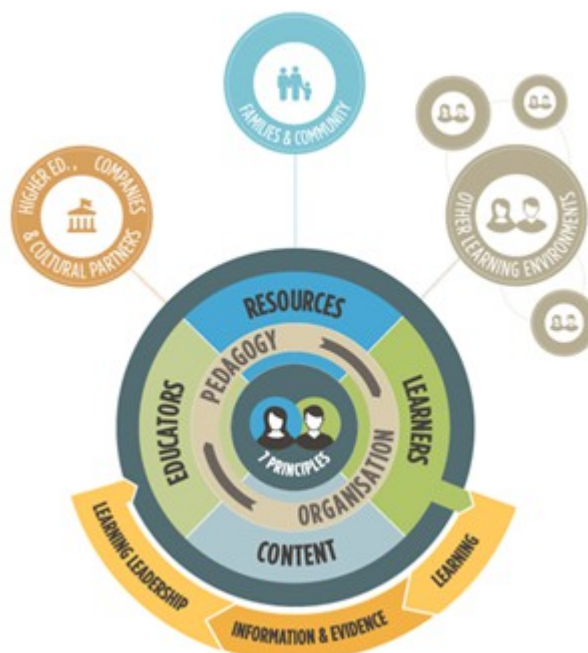 FAMILIES & COMMUNITY
HIGHER ED., COMPANIES
& CULTURAL PARTNERS
OTHER LEARNING ENVIRONMENTS
RESOURCES
PEDAGOGY
EDUCATORS
LEARNERS
7 PRINCIPLES
ORGANISATION
CONTENT
LEARNING LEADERSHIP
INFORMATION & EVIDENCE
LEARNING